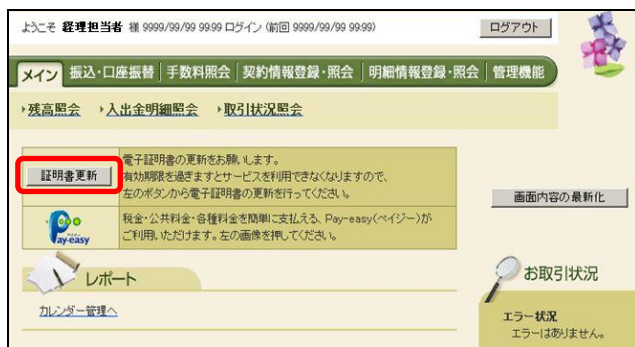 ようこそ 経理担当者 様 9999/99/99 99:99 ログイン (前回 9999/99/99 99:99)
ログアウト
メイン 振込・口座振替 手数料照会 契約情報登録・照会 明細情報登録・照会 管理機能
残高照会 入出金明細照会 取引状況照会
証明書更新
電子証明書の更新をお願いします。
有効期限を過ぎますとサービスを利用できなくなりますので、
左のボタンから電子証明書の更新を行ってください。
画面内容の最新化
Pay-easy
税金・公共料金・各種料金を簡単に支払える、Pay-easy(ペイジー)が
ご利用いただけます。左の画像を押してください。
レポート
お取引状況
カレンダー管理へ
エラー状況
エラーはありません。